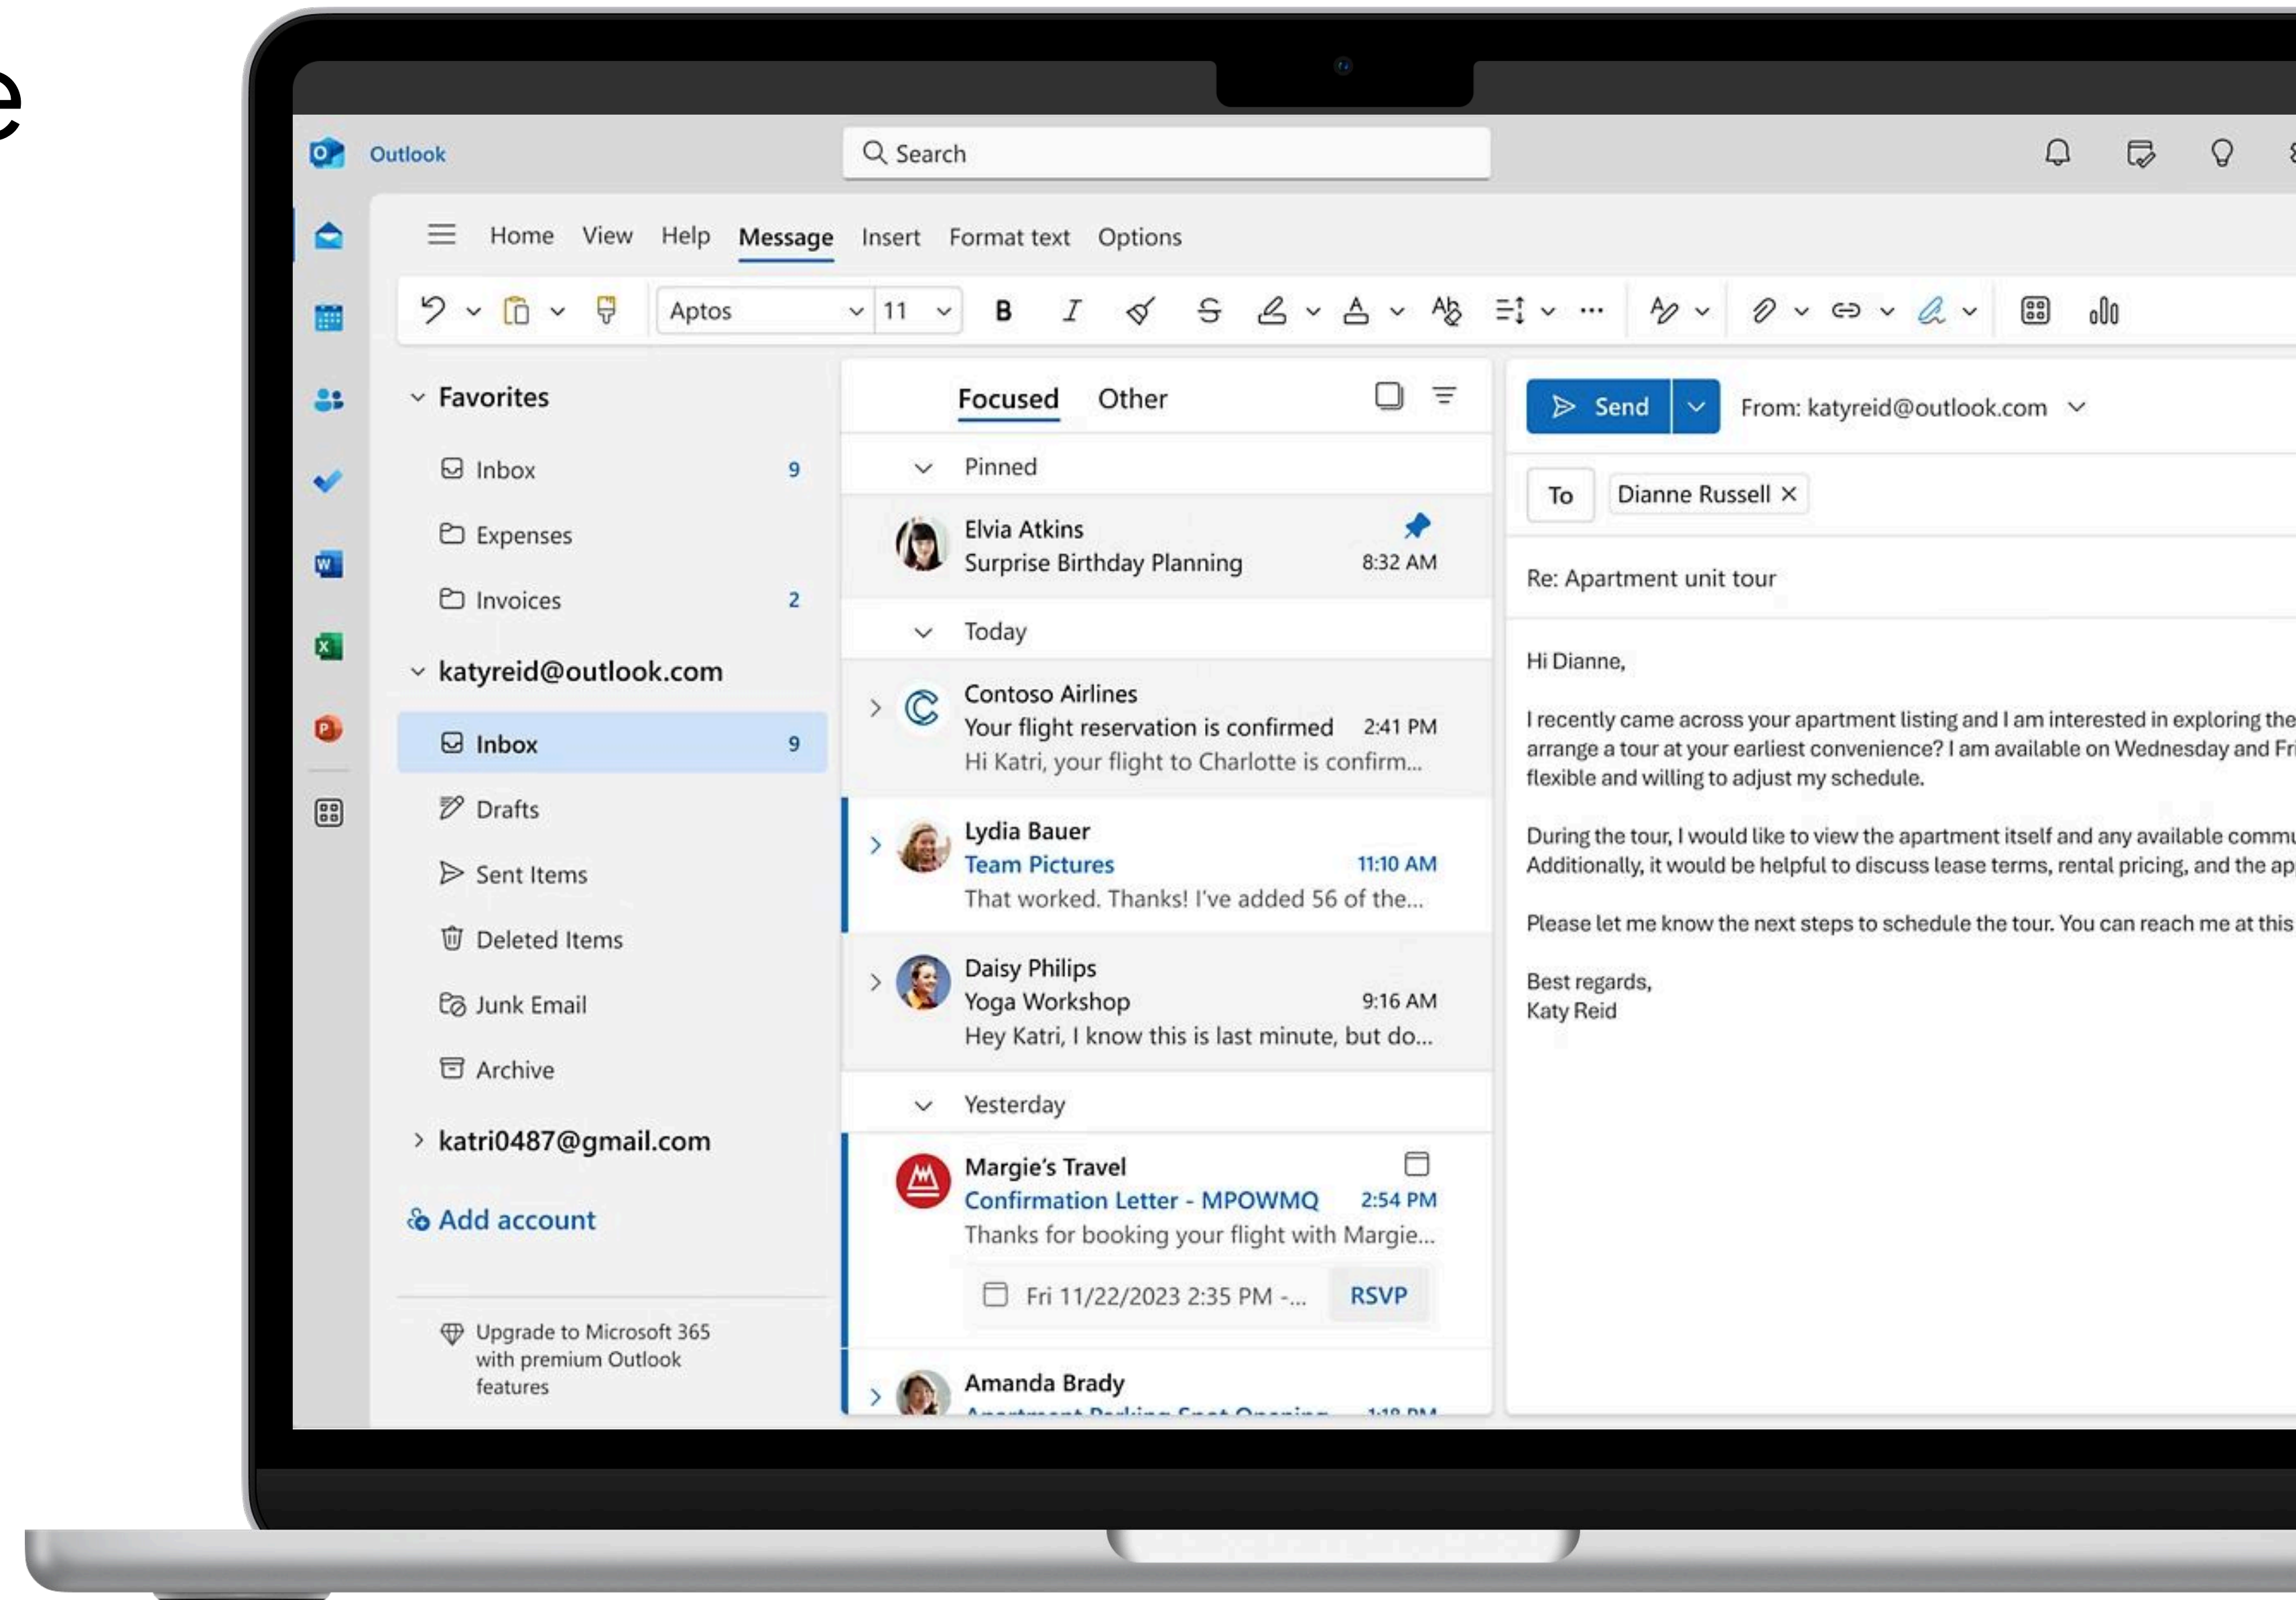 e
Outlook
Search
Home View Help Message Insert Format text Options
Aptos 11
Favorites
Inbox 9
Expenses
Invoices 2
katyreid@outlook.com
Inbox 9
Drafts
Sent Items
Deleted Items
Junk Email
Archive
katri0487@gmail.com
Add account
Upgrade to Microsoft 365
with premium Outlook
features
Focused Other
Pinned
Elvia Atkins
Surprise Birthday Planning 8:32 AM
Today
Contoso Airlines
Your flight reservation is confirmed 2:41 PM
Hi Katri, your flight to Charlotte is confirm...
Lydia Bauer
Team Pictures 11:10 AM
That worked. Thanks! I've added 56 of the...
Daisy Philips
Yoga Workshop 9:16 AM
Hey Katri, I know this is last minute, but do...
Yesterday
Margie's Travel
Confirmation Letter - MPOWMQ 2:54 PM
Thanks for booking your flight with Margie...
Fri 11/22/2023 2:35 PM -... RSVP
Amanda Brady
Apartment Parking Spot Opening 1:18 PM
Send From: katyreid@outlook.com
To Dianne Russell
Re: Apartment unit tour
Hi Dianne,
I recently came across your apartment listing and I am interested in exploring the
arrange a tour at your earliest convenience? I am available on Wednesday and Fri
flexible and willing to adjust my schedule.
During the tour, I would like to view the apartment itself and any available commu
Additionally, it would be helpful to discuss lease terms, rental pricing, and the ap
Please let me know the next steps to schedule the tour. You can reach me at this
Best regards,
Katy Reid